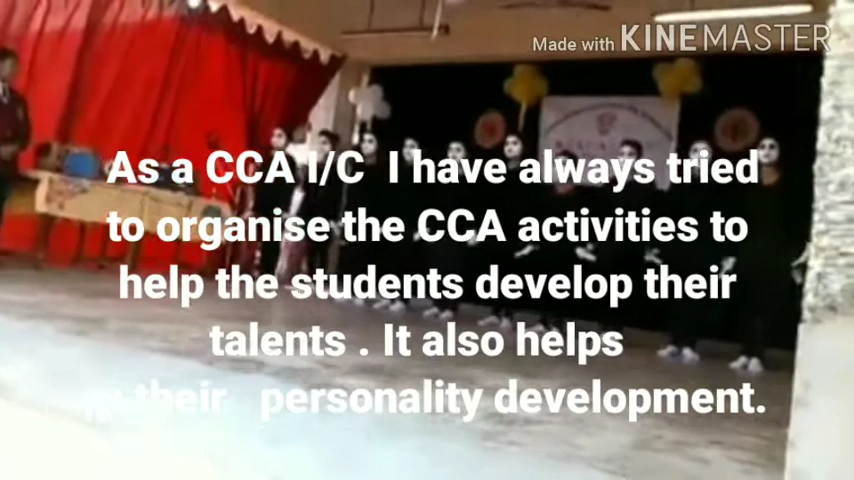 Made with KINEMASTER
As a CCA I/C I have always tried
to organise the CCA activities to
help the students develop their
talents . It also helps
their personality development.